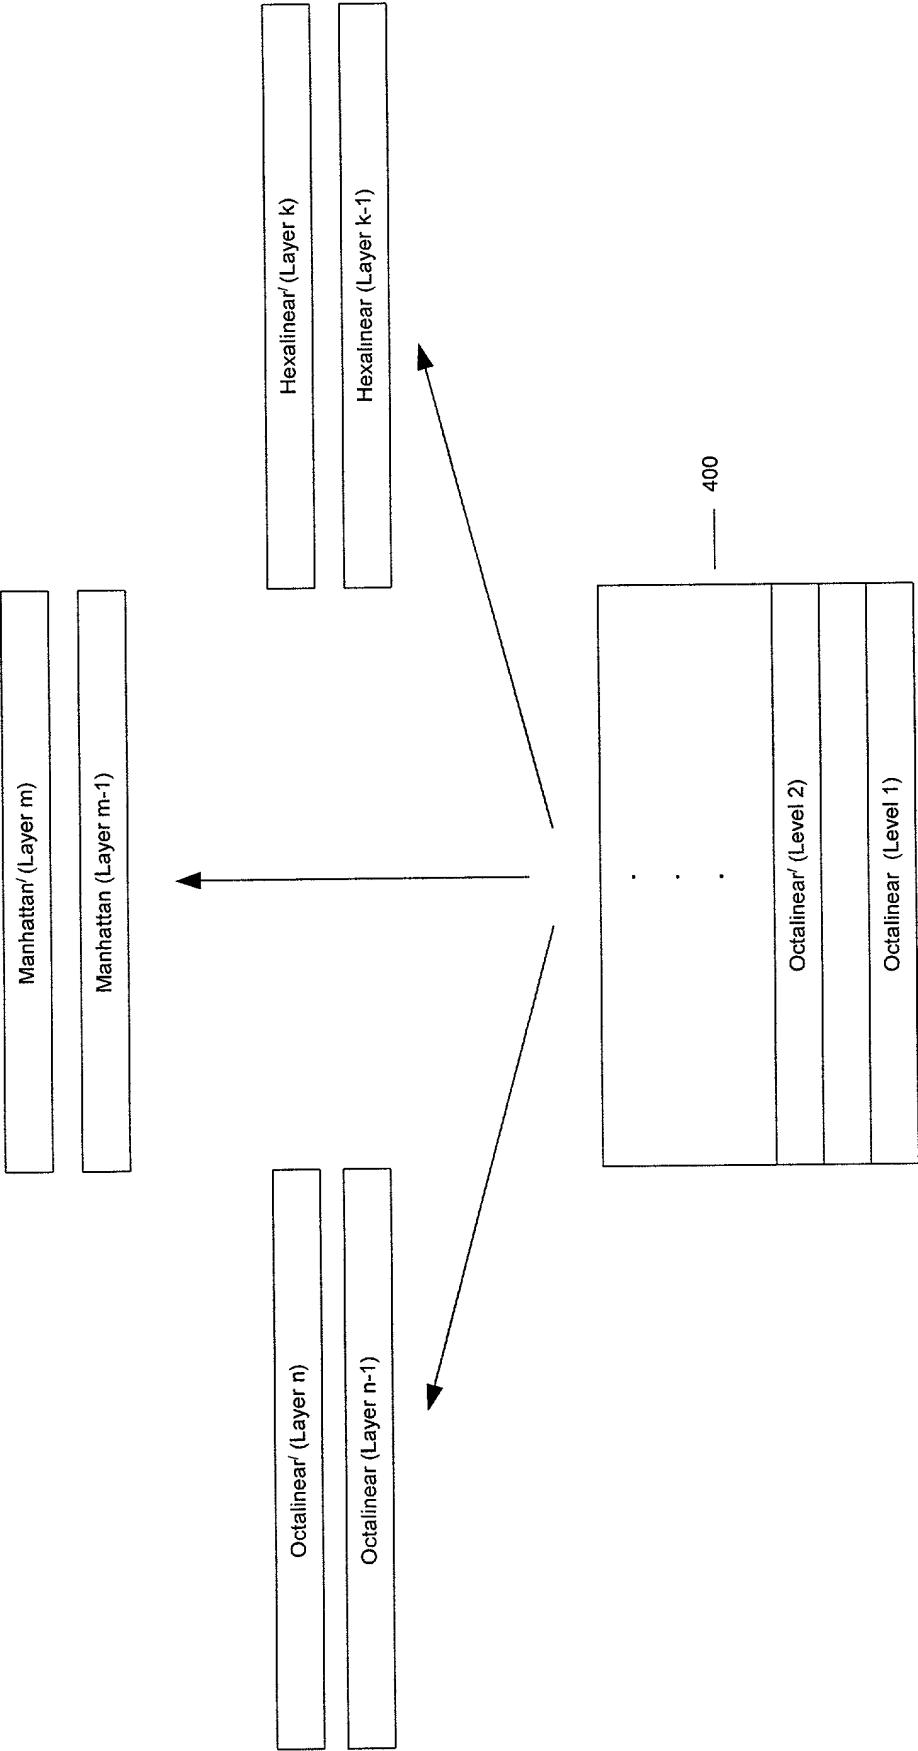 Manhattan′ (Layer m)
Manhattan (Layer m-1)
Octalinear′ (Layer n)
Octalinear (Layer n-1)
Hexalinear′ (Layer k)
Hexalinear (Layer k-1)
400
Octalinear′ (Level 2)
Octalinear (Level 1)